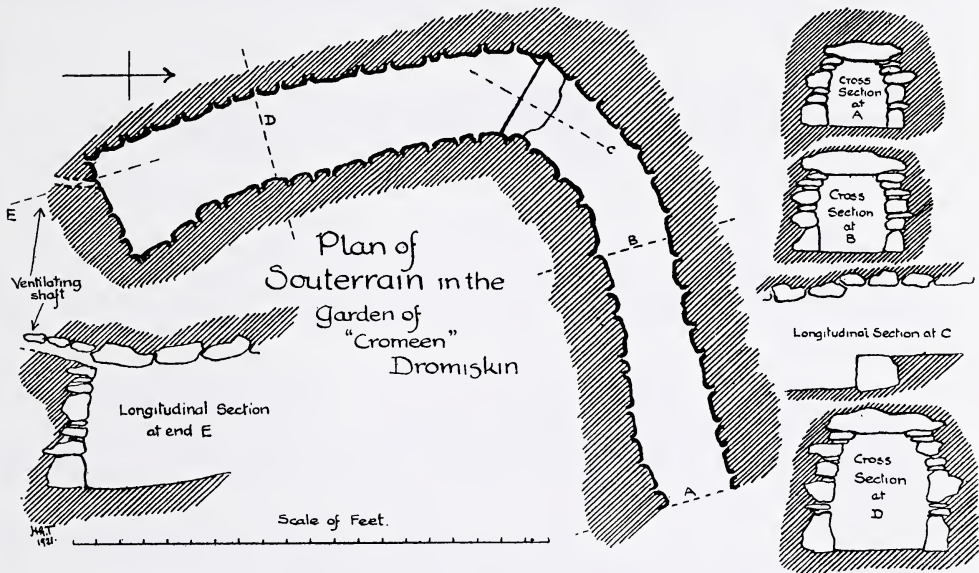 D
C
E
B
Ventilating
shaft
Plan of
Souterrain in the
Garden of
"Cromeen"
Dromiskin
Longitudinal Section
at end E
A
Scale of Feet.
1921.
Cross
Section
at
A
Cross
Section
at
B
Longitudinal Section at C
Cross
Section
at
D